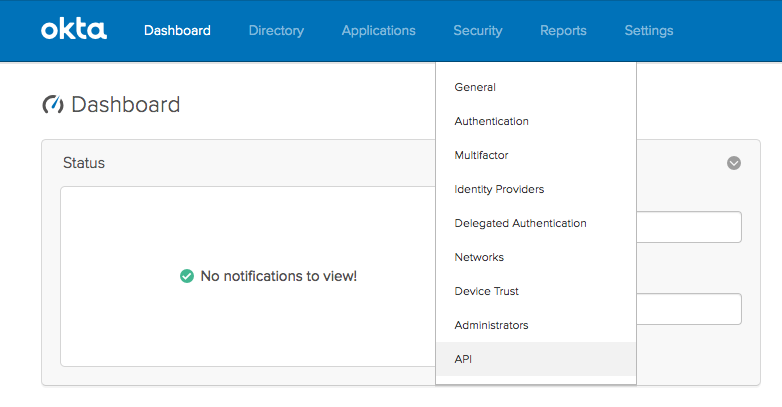 okta Dashboard Directory Applications Security Reports Settings
Dashboard
Status
No notifications to view!
General
Authentication
Multifactor
Identity Providers
Delegated Authentication
Networks
Device Trust
Administrators
API